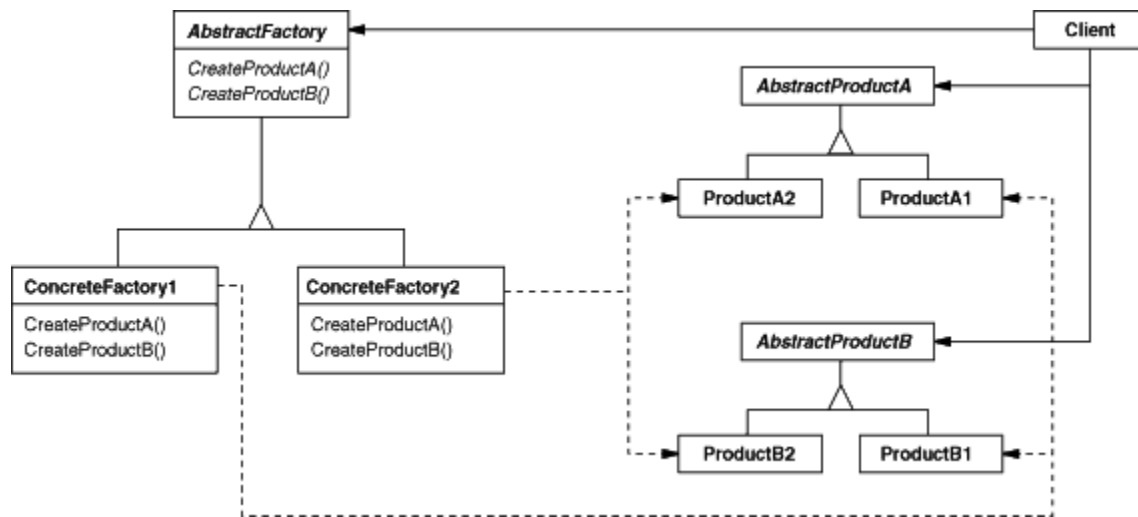 AbstractFactory
CreateProductA()
CreateProductB()
Client
AbstractProductA
ProductA2
ProductA1
ConcreteFactory1
CreateProductA()
CreateProductB()
ConcreteFactory2
CreateProductA()
CreateProductB()
AbstractProductB
ProductB2
ProductB1